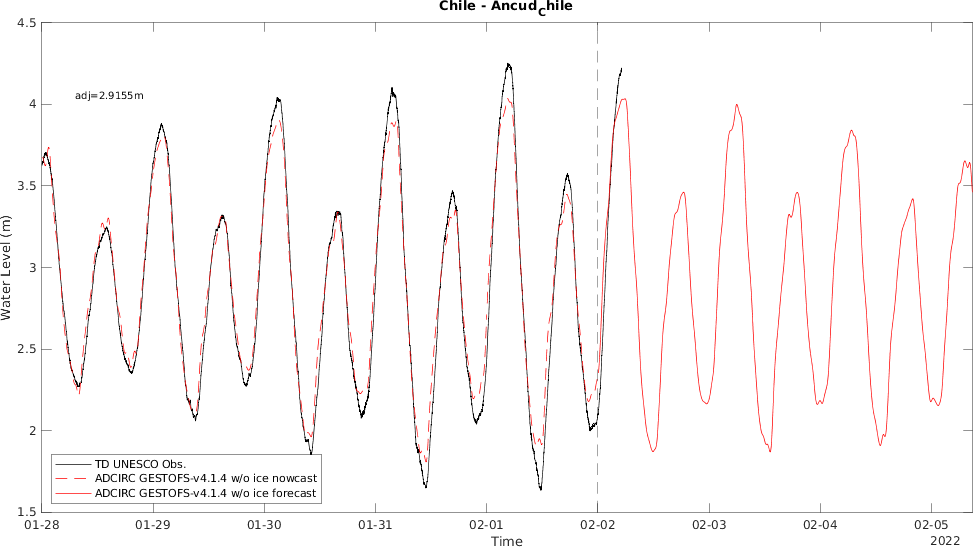 Chile - Ancud_Chile
4.5
4
3.5
3
2.5
2
1.5
Water Level (m)
adj=2.9155m
TD UNESCO Obs.
ADCIRC GESTOFS-v4.1.4 w/o ice nowcast
ADCIRC GESTOFS-v4.1.4 w/o ice forecast
01-28 01-29 01-30 01-31 02-01 02-02 02-03 02-04 02-05
Time
2022